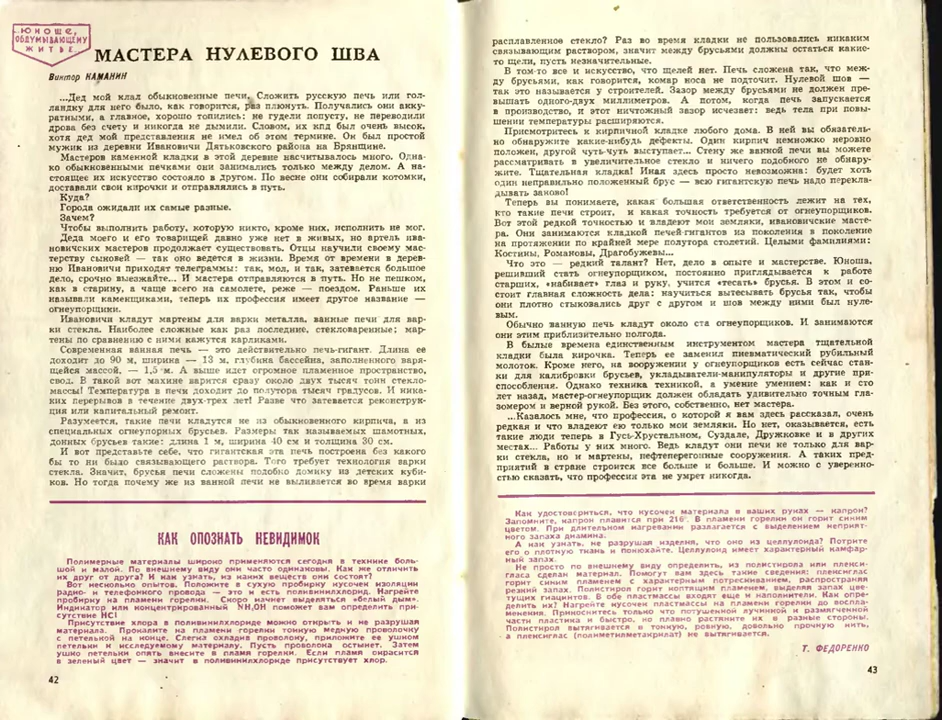 ЮНОШЕ,
ОБДУМЫВАЮЩЕМУ
ЖИТЬЕ
МАСТЕРА НУЛЕВОГО ШВА
Виктор КАМАНИН
...Дед мой клал обыкновенные печи. Сложить русскую печь или гол-
ландку для него было, как говорится, раз плюнуть. Получались они акку-
ратными, а главное, хорошо топились: не гудели попусту, не переводили
дрова без счету и никогда не дымили. Словом, их кпд был очень высок,
хотя дед мой представления не имел об этом термине. Он был простой
мужик из деревни Ивановичи Дятьковского района на Брянщине.
Мастеров каменной кладки в этой деревне насчитывалось много. Одна-
ко обыкновенными печками они занимались только между делом. А на-
стоящее их искусство состояло в другом. По весне они собирали котомки,
доставали свои кирочки и отправлялись в путь.
Куда?
Города ожидали их самые разные.
Зачем?
Чтобы выполнить работу, которую никто, кроме них, исполнить не мог.
Деда моего и его товарищей давно уже нет в живых, но артель ива-
новичских мастеров продолжает существовать. Отцы научили своему мас-
терству сыновей — так оно ведется в жизни. Время от времени в дерев-
ню Ивановичи приходят телеграммы: так, мол, и так, затевается большое
дело, срочно выезжайте... И мастера отправляются в путь. Но не пешком,
как в старину, а чаще всего на самолете, реже — поездом. Раньше их
называли каменщиками, теперь их профессия имеет другое название —
огнеупорщики.
Ивановичи кладут мартены для варки металла, ванные печи для вар-
ки стекла. Наиболее сложные как раз последние, стекловаренные: мар-
тены по сравнению с ними кажутся карликами.
Современная ванная печь — это действительно печь-гигант. Длина ее
доходит до 90 м, ширина — 13 м, глубина бассейна, заполненного варя-
щейся массой, — 1,5 м. А выше идет огромное пламенное пространство,
свод. В такой вот махине варится сразу около двух тысяч тонн стекло-
массы! Температура в печи доходит до полутора тысяч градусов. И ника-
ких перерывов в течение двух-трех лет! Разве что затевается реконструк-
ция или капитальный ремонт.
Разумеется, такие печи кладутся не из обыкновенного кирпича, а из
специальных огнеупорных брусьев. Размеры так называемых шамотных,
донных брусьев такие: длина 1 м, ширина 40 см и толщина 30 см.
И вот представьте себе, что гигантская эта печь построена без какого
бы то ни было связывающего раствора. Того требует технология варки
стекла. Значит, брусья печи сложены подобно домику из детских куби-
ков. Но тогда почему же из ванной печи не выливается во время варки
КАК ОПОЗНАТЬ НЕВИДИМОК
Полимерные материалы широко применяются сегодня в технике боль-
шой и малой. По внешнему виду они часто одинаковы. Как же отличить
их друг от друга? И как узнать, из каких веществ они состоят?
Вот несколько опытов. Положите в сухую пробирку кусочек изоляции
радио- и телефонного провода — это и есть поливинилхлорид. Нагрейте
пробирку на пламени горелки. Скоро начнет выделяться «белый дым».
Индикатор или концентрированный NH₄OH поможет вам определить при-
сутствие HCl
Присутствие хлора в поливинилхлориде можно открыть и не разрушая
материала. Прокалите на пламени горелки тонкую медную проволочку
с петелькой на конце. Слегка охладив проволоку, приложите ее ушком
петельки к исследуемому материалу. Пусть проволока остынет. Затем
ушко петельки опять внесите в пламя горелки. Если пламя окрасится
в зеленый цвет — значит в поливинилхлориде присутствует хлор.
42
расплавленное стекло? Раз во время кладки не пользовались никаким
связывающим раствором, значит между брусьями должны остаться какие-
то щели, пусть незначительные.
В том-то все и искусство, что щелей нет. Печь сложена так, что меж-
ду брусьями, как говорится, комар носа не подточит. Нулевой шов —
так это называется у строителей. Зазор между брусьями не должен пре-
вышать одного-двух миллиметров. А потом, когда печь запускается
в производство, и этот ничтожный зазор исчезает: ведь тела при повы-
шении температуры расширяются.
Присмотритесь к кирпичной кладке любого дома. В ней вы обязатель-
но обнаружите какие-нибудь дефекты. Один кирпич немножко неровно
положен, другой чуть-чуть выступает... Стену же ванной печи вы можете
рассматривать в увеличительное стекло и ничего подобного не обнару-
жите. Тщательная кладка! Иная здесь просто невозможна: будет хоть
один неправильно положенный брус — всю гигантскую печь надо перекла-
дывать заново!
Теперь вы понимаете, какая большая ответственность лежит на тех,
кто такие печи строит, и какая точность требуется от огнеупорщиков.
Вот этой редкой точностью и владеют мои земляки, ивановичские масте-
ра. Они занимаются кладкой печей-гигантов из поколения в поколение
на протяжении по крайней мере полутора столетий. Целыми фамилиями:
Костины, Романовы, Драгобужевы...
Что это — редкий талант? Нет, дело в опыте и мастерстве. Юноша,
решивший стать огнеупорщиком, постоянно приглядывается к работе
старших, «набивает» глаз и руку, учится «тесать» брусья. В этом и со-
стоит главная сложность дела: научиться вытесывать брусья так, чтобы
они плотно стыковались друг с другом и шов между ними был нуле-
вым.
Обычно ванную печь кладут около ста огнеупорщиков. И занимаются
они этим приблизительно полгода.
В былые времена единственным инструментом мастера тщательной
кладки была кирочка. Теперь ее заменил пневматический рубильный
молоток. Кроме него, на вооружении у огнеупорщиков есть сейчас стан-
ки для калибровки брусьев, укладыватели-манипуляторы и другие при-
способления. Однако техника техникой, а умение умением: как и сто
лет назад, мастер-огнеупорщик должен обладать удивительно точным гла-
зомером и верной рукой. Без этого, собственно, нет мастера.
...Казалось мне, что профессия, о которой я вам здесь рассказал, очень
редкая и что владеют ею только мои земляки. Но нет, оказывается, есть
такие люди теперь в Гусь-Хрустальном, Суздале, Дружковке и в других
местах... Работы у них много. Ведь кладут они печи не только для вар-
ки стекла, но и мартены, нефтеперегонные сооружения. А таких пред-
приятий в стране строится все больше и больше. И можно с уверенно-
стью сказать, что профессия эта не умрет никогда.
Как удостовериться, что кусочек материала в ваших руках — капрон?
Запомните, капрон плавится при 216°. В пламени горелки он горит синим
цветом. При длительном нагревании разлагается с выделением неприят-
ного запаха диамина.
А как узнать, не разрушая изделия, что оно из целлулоида? Потрите
его о плотную ткань и понюхайте. Целлулоид имеет характерный камфар-
ный запах.
Не просто по внешнему виду определить, из полистирола или плекси-
гласа сделан материал. Помогут вам здесь такие сведения: плексиглас
горит синим пламенем с характерным потрескиванием, распространяя
резкий запах. Полистирол горит коптящим пламенем, выделяя запах цве-
тущих гиацинтов. В обе пластмассы входят еще и наполнители. Как опре-
делить их? Нагрейте кусочек пластмассы на пламени горелки до воспла-
менения. Прикоснитесь только что потушенной лучинкой к размягченной
части пластика и быстро, но плавно растяните их в разные стороны.
Полистирол вытягивается в тонкую, ровную, довольно прочную нить,
а плексиглас (полиметилметакрилат) не вытягивается.
Т. ФЕДОРЕНКО
43